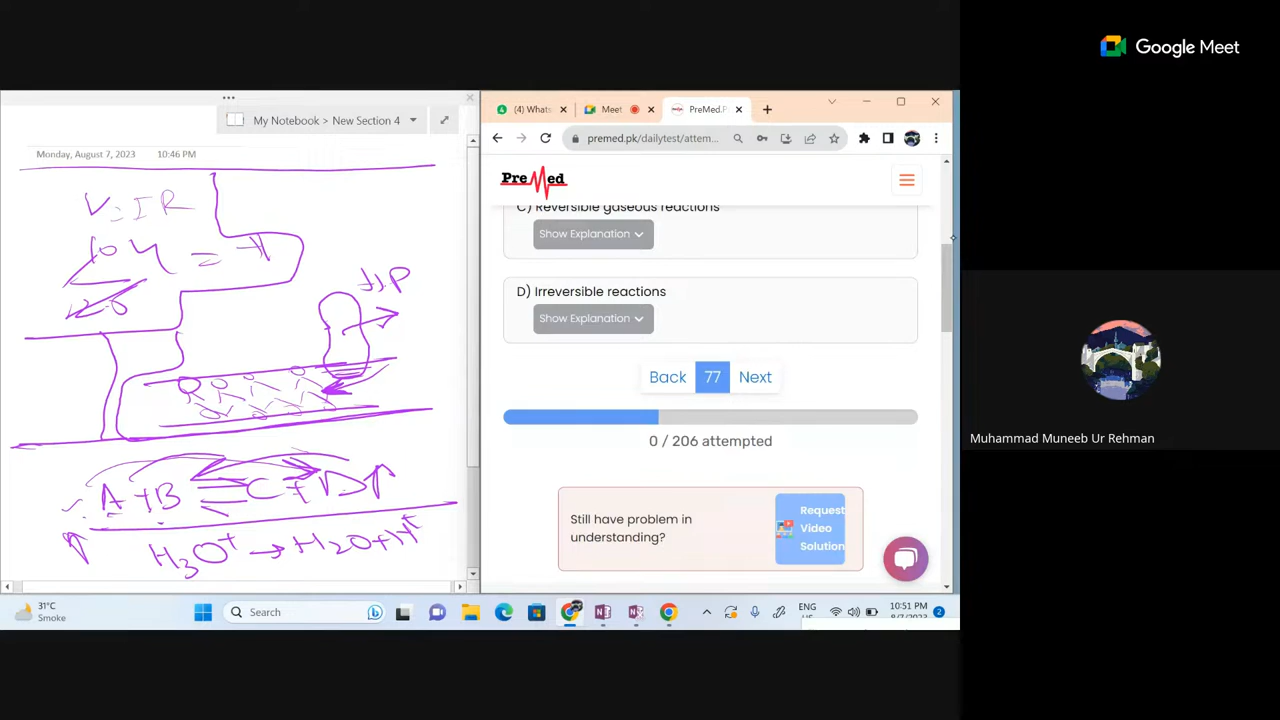 Google Meet
My Notebook > New Section 4
Monday, August 7, 2023 10:46 PM
V = IR
H.P
A + B C + D ↑
↑ H3O+ → H2O + H+
(4) Whats
Meet
PreMed.P
premed.pk/dailytest/attem...
PreMed
C) Reversible gaseous reactions
Show Explanation
D) Irreversible reactions
Show Explanation
Back 77 Next
0 / 206 attempted
Still have problem in
understanding?
Request
Video
Solution
Muhammad Muneeb Ur Rehman
31°C
Smoke
Search
ENG
10:51 PM
8/7/2023
2